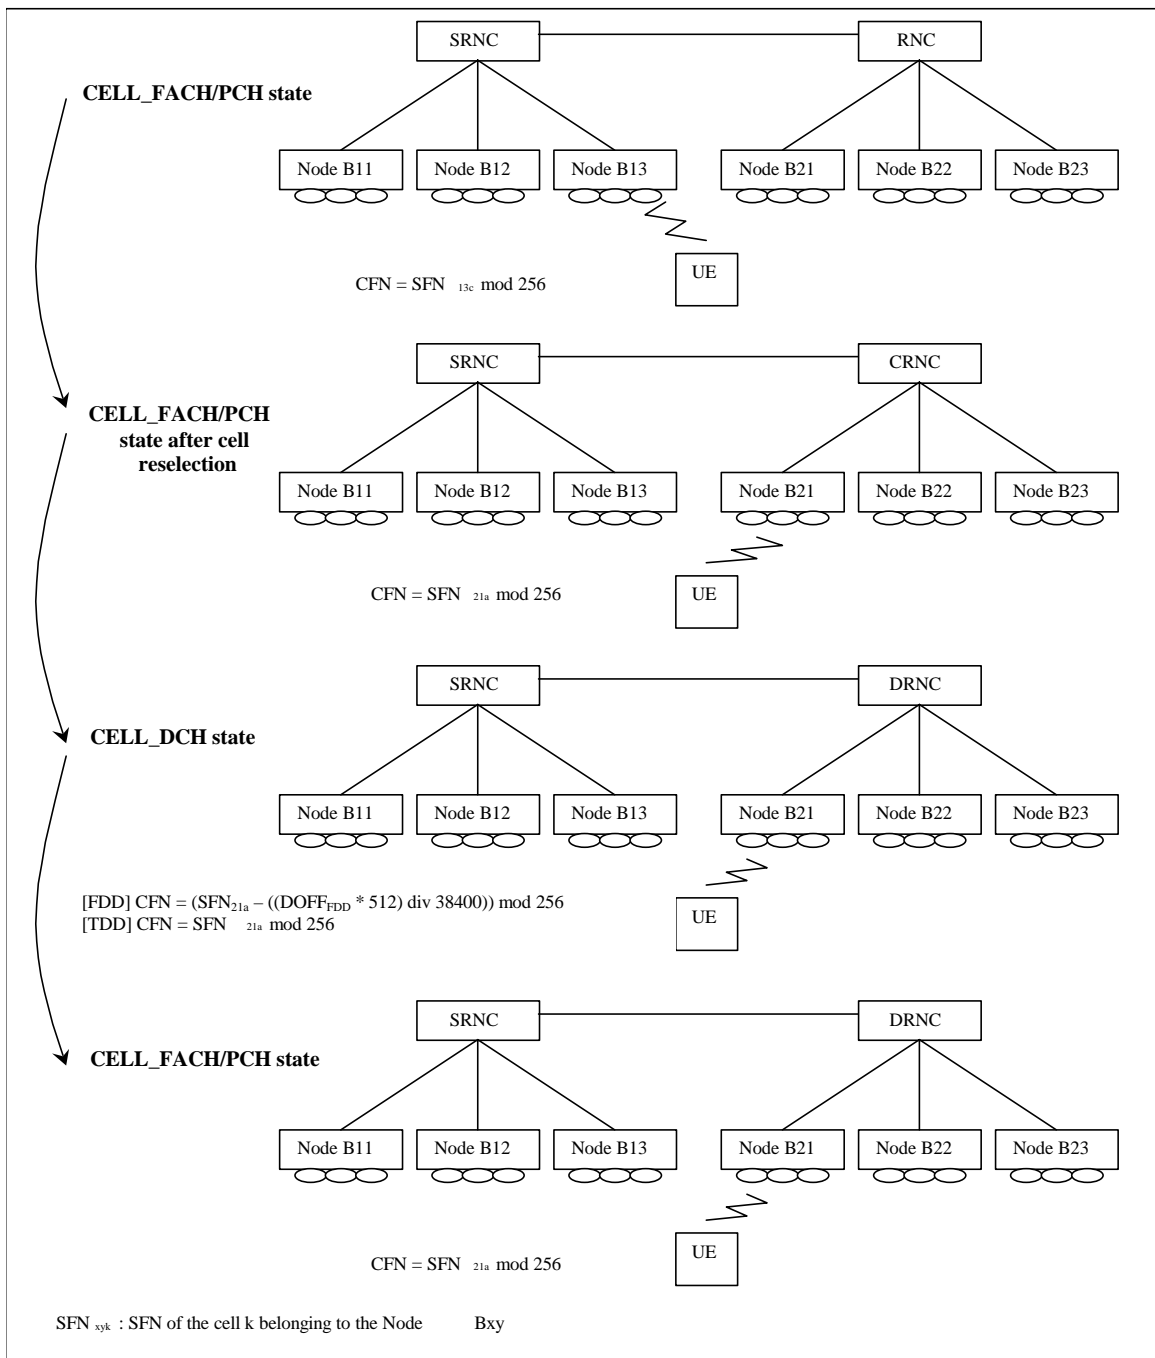 SRNC RNC
CELL_FACH/PCH state
Node B11 Node B12 Node B13 Node B21 Node B22 Node B23
UE
CFN = SFN 13c mod 256
SRNC CRNC
CELL_FACH/PCH
state after cell
reselection
Node B11 Node B12 Node B13 Node B21 Node B22 Node B23
UE
CFN = SFN 21a mod 256
SRNC DRNC
CELL_DCH state
Node B11 Node B12 Node B13 Node B21 Node B22 Node B23
[FDD] CFN = (SFN21a – ((DOFFFDD * 512) div 38400)) mod 256
UE
[TDD] CFN = SFN 21a mod 256
SRNC DRNC
CELL_FACH/PCH state
Node B11 Node B12 Node B13 Node B21 Node B22 Node B23
UE
CFN = SFN 21a mod 256
SFN xyk : SFN of the cell k belonging to the Node Bxy